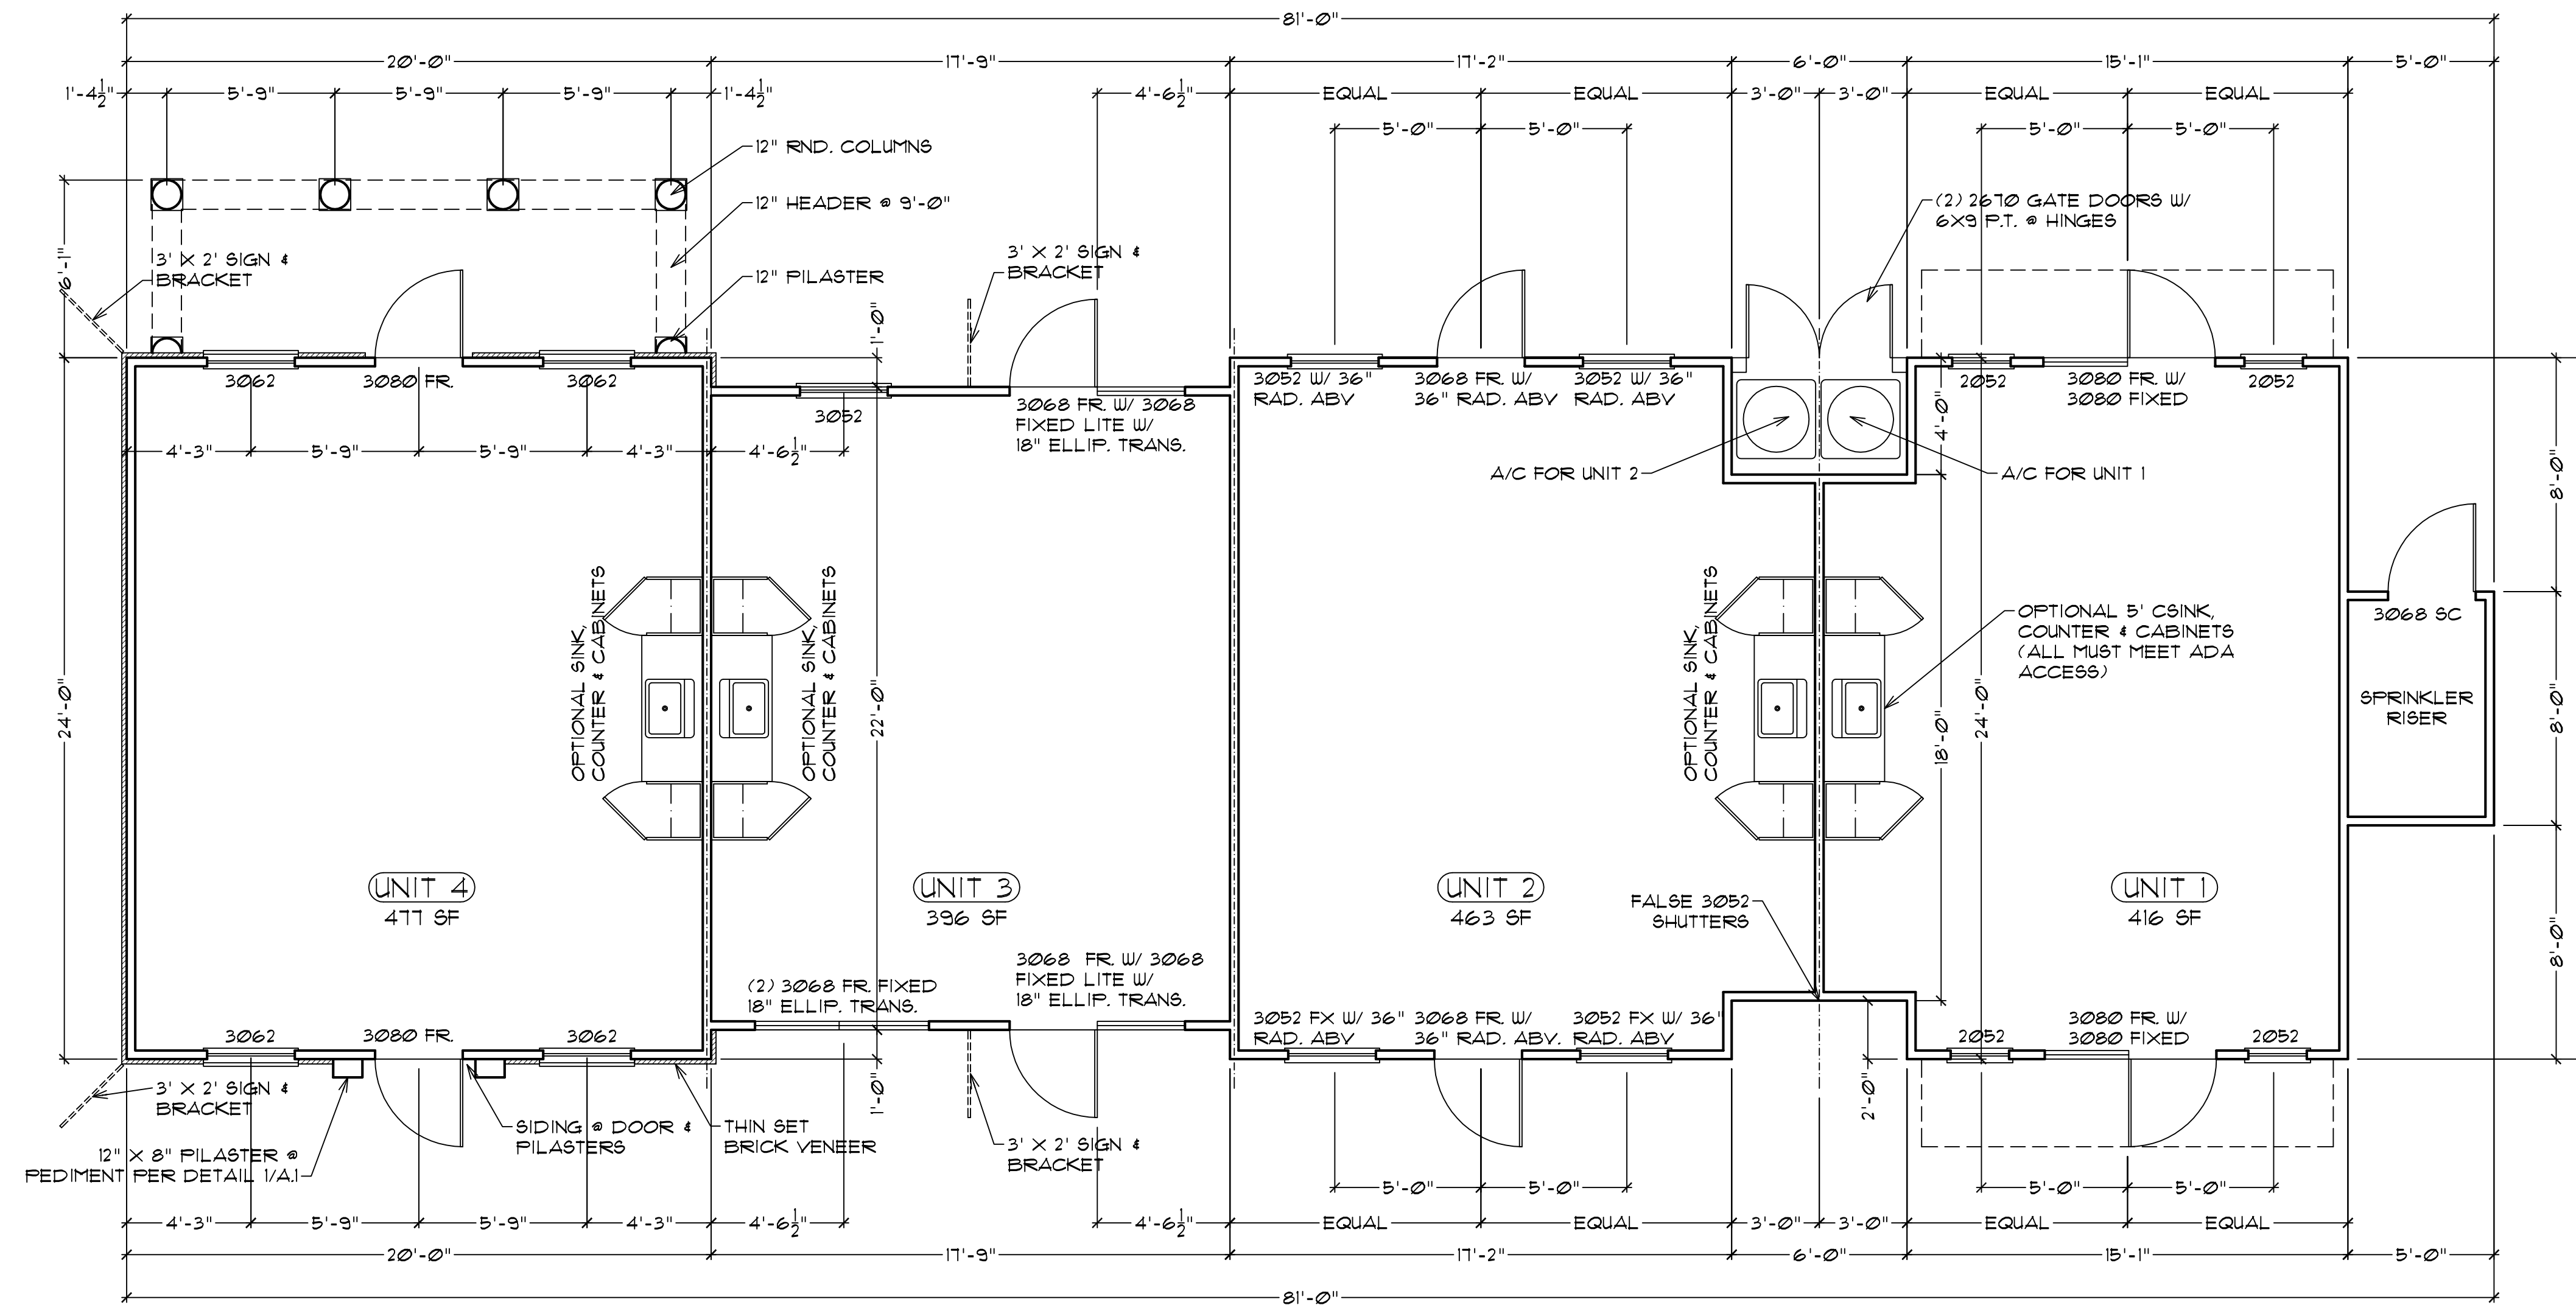 81'-0"
20'-0" 17'-9" 17'-2" 6'-0" 15'-1" 5'-0"
1'-4½" 5'-9" 5'-9" 5'-9" 1'-4½" 4'-6½" EQUAL EQUAL 3'-0" 3'-0" EQUAL EQUAL
5'-0" 5'-0" 5'-0" 5'-0"
12" RND. COLUMNS
12" HEADER @ 9'-0"
(2) 2670 GATE DOORS W/
6X9 P.T. @ HINGES
6'-1"
3' X 2' SIGN &
BRACKET
12" PILASTER
3' X 2' SIGN &
BRACKET
1'-0"
3062 3080 FR. 3062
3052
3068 FR. W/ 3068
FIXED LITE W/
18" ELLIP. TRANS.
3052 W/ 36"
RAD. ABV
3068 FR. W/
36" RAD. ABV
3052 W/ 36"
RAD. ABV
2052
3080 FR. W/
3080 FIXED
2052
4'-3" 5'-9" 5'-9" 4'-3" 4'-6½"
4'-0"
8'-0"
A/C FOR UNIT 2
A/C FOR UNIT 1
OPTIONAL SINK,
COUNTER & CABINETS
OPTIONAL SINK,
COUNTER & CABINETS
OPTIONAL SINK,
COUNTER & CABINETS
OPTIONAL 5' CSINK,
COUNTER & CABINETS
(ALL MUST MEET ADA
ACCESS)
3068 SC
SPRINKLER
RISER
24'-0"
22'-0"
18'-0"
24'-0"
8'-0"
UNIT 4
477 SF
UNIT 3
396 SF
UNIT 2
463 SF
UNIT 1
416 SF
FALSE 3052
SHUTTERS
8'-0"
(2) 3068 FR. FIXED
18" ELLIP. TRANS.
3068 FR. W/ 3068
FIXED LITE W/
18" ELLIP. TRANS.
3062 3080 FR. 3062
3052 FX W/ 36"
RAD. ABV
3068 FR. W/
36" RAD. ABV.
3052 FX W/ 36"
RAD. ABV
2052
3080 FR. W/
3080 FIXED
2052
1'-0"
2'-0"
3' X 2' SIGN &
BRACKET
SIDING @ DOOR &
PILASTERS
THIN SET
BRICK VENEER
3' X 2' SIGN &
BRACKET
12" X 8" PILASTER @
PEDIMENT PER DETAIL 1/A.1
5'-0" 5'-0" 5'-0" 5'-0"
4'-3" 5'-9" 5'-9" 4'-3" 4'-6½" 4'-6½" EQUAL EQUAL 3'-0" 3'-0" EQUAL EQUAL
20'-0" 17'-9" 17'-2" 6'-0" 15'-1" 5'-0"
81'-0"